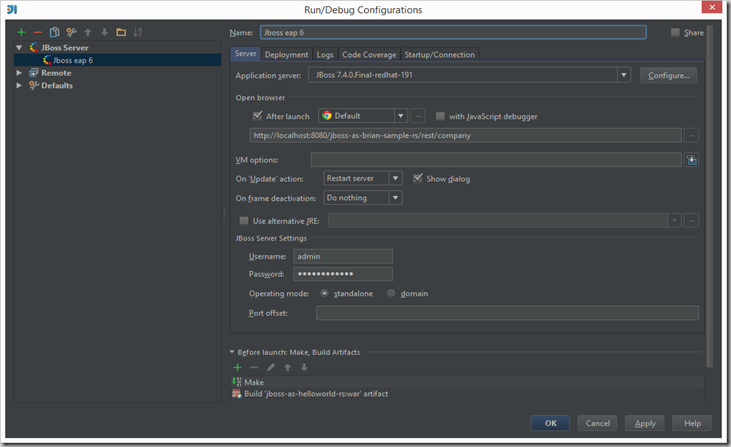 Run/Debug Configurations
JBoss Server
Jboss eap 6
Remote
Defaults
Name: Jboss eap 6 Share
Server Deployment Logs Code Coverage Startup/Connection
Application server: JBoss 7.4.0.Final-redhat-191 Configure...
Open browser
After launch Default ... with JavaScript debugger
http://localhost:8080/jboss-as-brian-sample-rs/rest/company ...
VM options:
On 'Update' action: Restart server Show dialog
On frame deactivation: Do nothing
Use alternative JRE: ...
JBoss Server Settings
Username: admin
Password: ••••••••••••
Operating mode: standalone domain
Port offset:
Before launch: Make, Build Artifacts
Make
Build 'jboss-as-helloworld-rs:war' artifact
OK Cancel Apply Help